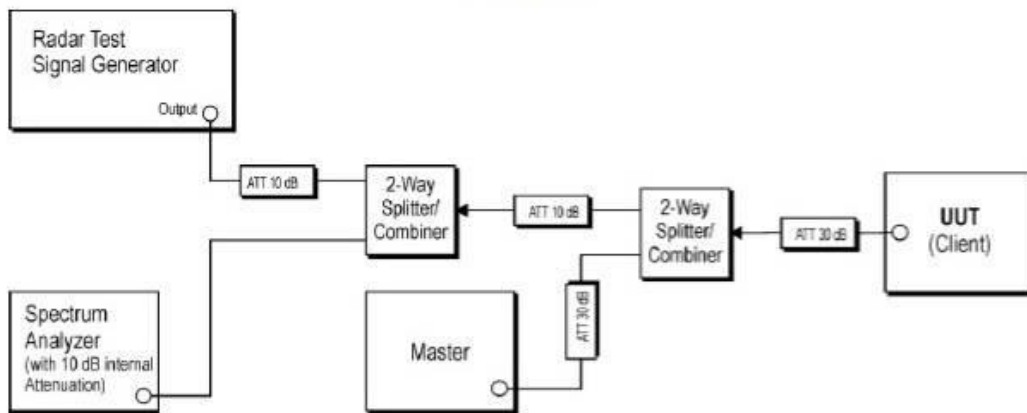 Radar Test
Signal Generator
Output
ATT 10 dB
2-Way
Splitter/
Combiner
ATT 10 dB
2-Way
Splitter/
Combiner
ATT 30 dB
UUT
(Client)
Spectrum
Analyzer
(with 10 dB internal
Attenuation)
Master
ATT 30 dB